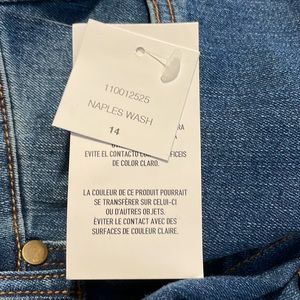 110012525
NAPLES WASH
14
EVITE EL CONTACTO CON
DE COLOR CLARO.
LA COULEUR DE CE PRODUIT POURRAIT
SE TRANSFÉRER SUR CELUI-CI
OU D'AUTRES OBJETS.
ÉVITER LE CONTACT AVEC DES
SURFACES DE COULEUR CLAIRE.